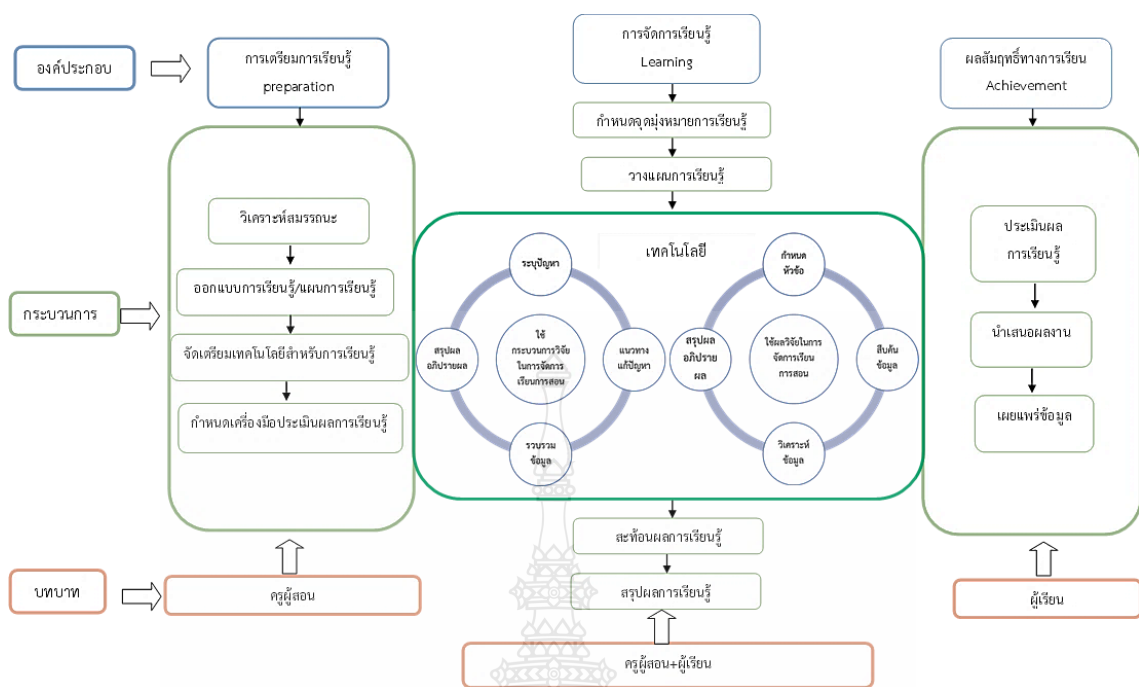 องค์ประกอบ
การเตรียมการเรียนรู้
preparation
การจัดการเรียนรู้
Learning
ผลสัมฤทธิ์ทางการเรียน
Achievement
กำหนดจุดมุ่งหมายการเรียนรู้
วางแผนการเรียนรู้
กระบวนการ
วิเคราะห์สมรรถนะ
ออกแบบการเรียนรู้/แผนการเรียนรู้
จัดเตรียมเทคโนโลยีสำหรับการเรียนรู้
กำหนดเครื่องมือประเมินผลการเรียนรู้
เทคโนโลยี
ระบุปัญหา
สรุปผล
อภิปรายผล
ใช้
กระบวนการวิจัย
ในการจัดการ
เรียนการสอน
แนวทาง
แก้ปัญหา
รวบรวม
ข้อมูล
กำหนด
หัวข้อ
สรุปผล
อภิปราย
ผล
ใช้ผลวิจัยในการ
จัดการเรียน
การสอน
สืบค้น
ข้อมูล
วิเคราะห์
ข้อมูล
ประเมินผล
การเรียนรู้
นำเสนอผลงาน
เผยแพร่ข้อมูล
สะท้อนผลการเรียนรู้
สรุปผลการเรียนรู้
บทบาท
ครูผู้สอน
ครูผู้สอน+ผู้เรียน
ผู้เรียน